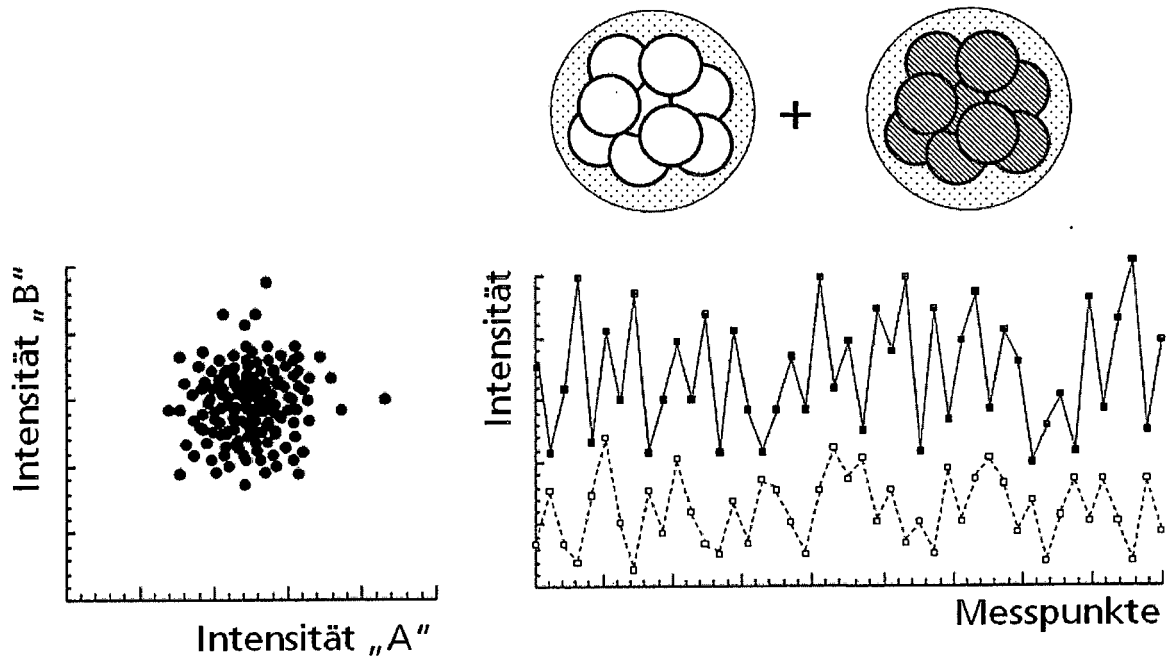 +
Intensität „B“
Intensität „A“
Intensität
Messpunkte